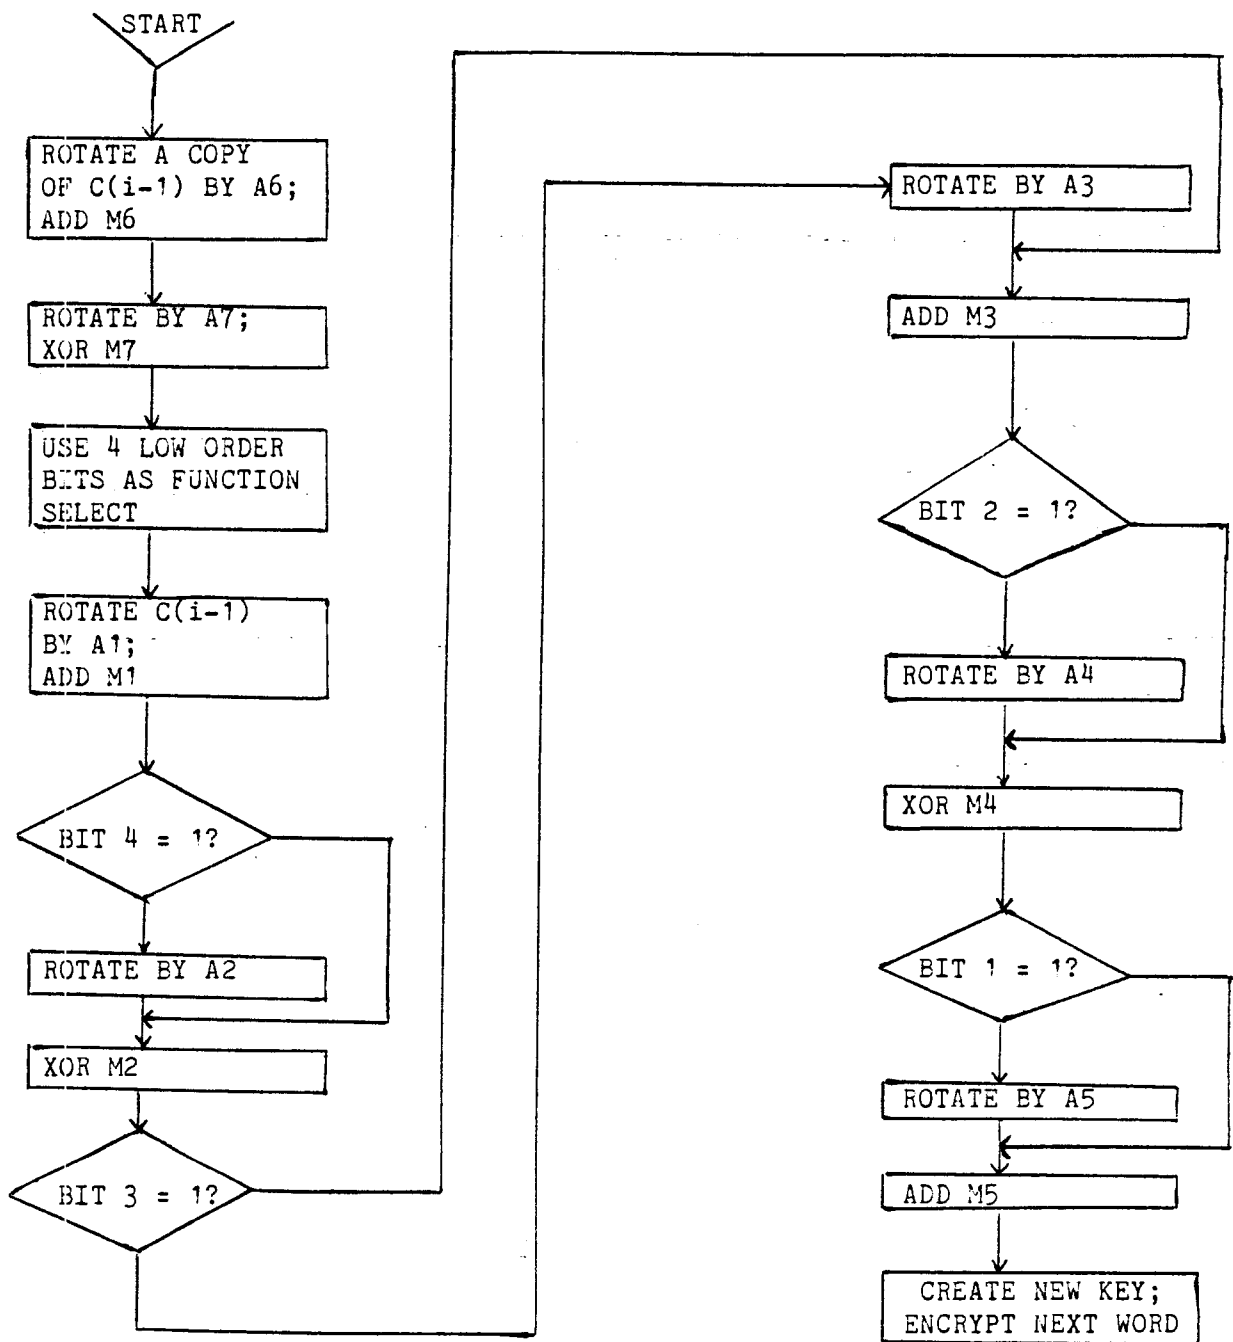 START
ROTATE A COPY
OF C(i-1) BY A6;
ADD M6
ROTATE BY A7;
XOR M7
USE 4 LOW ORDER
BITS AS FUNCTION
SELECT
ROTATE C(i-1)
BY A1;
ADD M1
BIT 4 = 1?
ROTATE BY A2
XOR M2
BIT 3 = 1?
ROTATE BY A3
ADD M3
BIT 2 = 1?
ROTATE BY A4
XOR M4
BIT 1 = 1?
ROTATE BY A5
ADD M5
CREATE NEW KEY;
ENCRYPT NEXT WORD